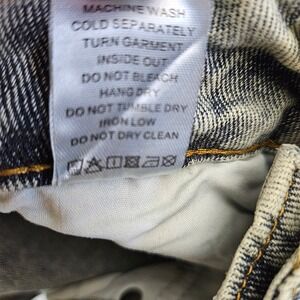 MACHINE WASH
COLD SEPARATELY
TURN GARMENT
INSIDE OUT
DO NOT BLEACH
HANG DRY
DO NOT TUMBLE DRY
IRON LOW
DO NOT DRY CLEAN